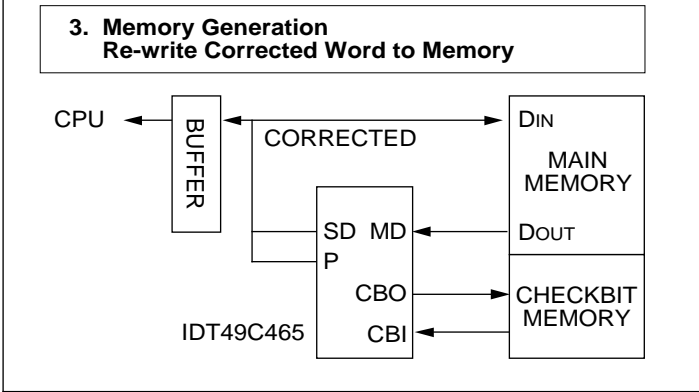 3. Memory Generation
Re-write Corrected Word to Memory
CPU
BUFFER
CORRECTED
DIN
MAIN
MEMORY
SD MD
DOUT
P
CBO
CHECKBIT
MEMORY
IDT49C465
CBI